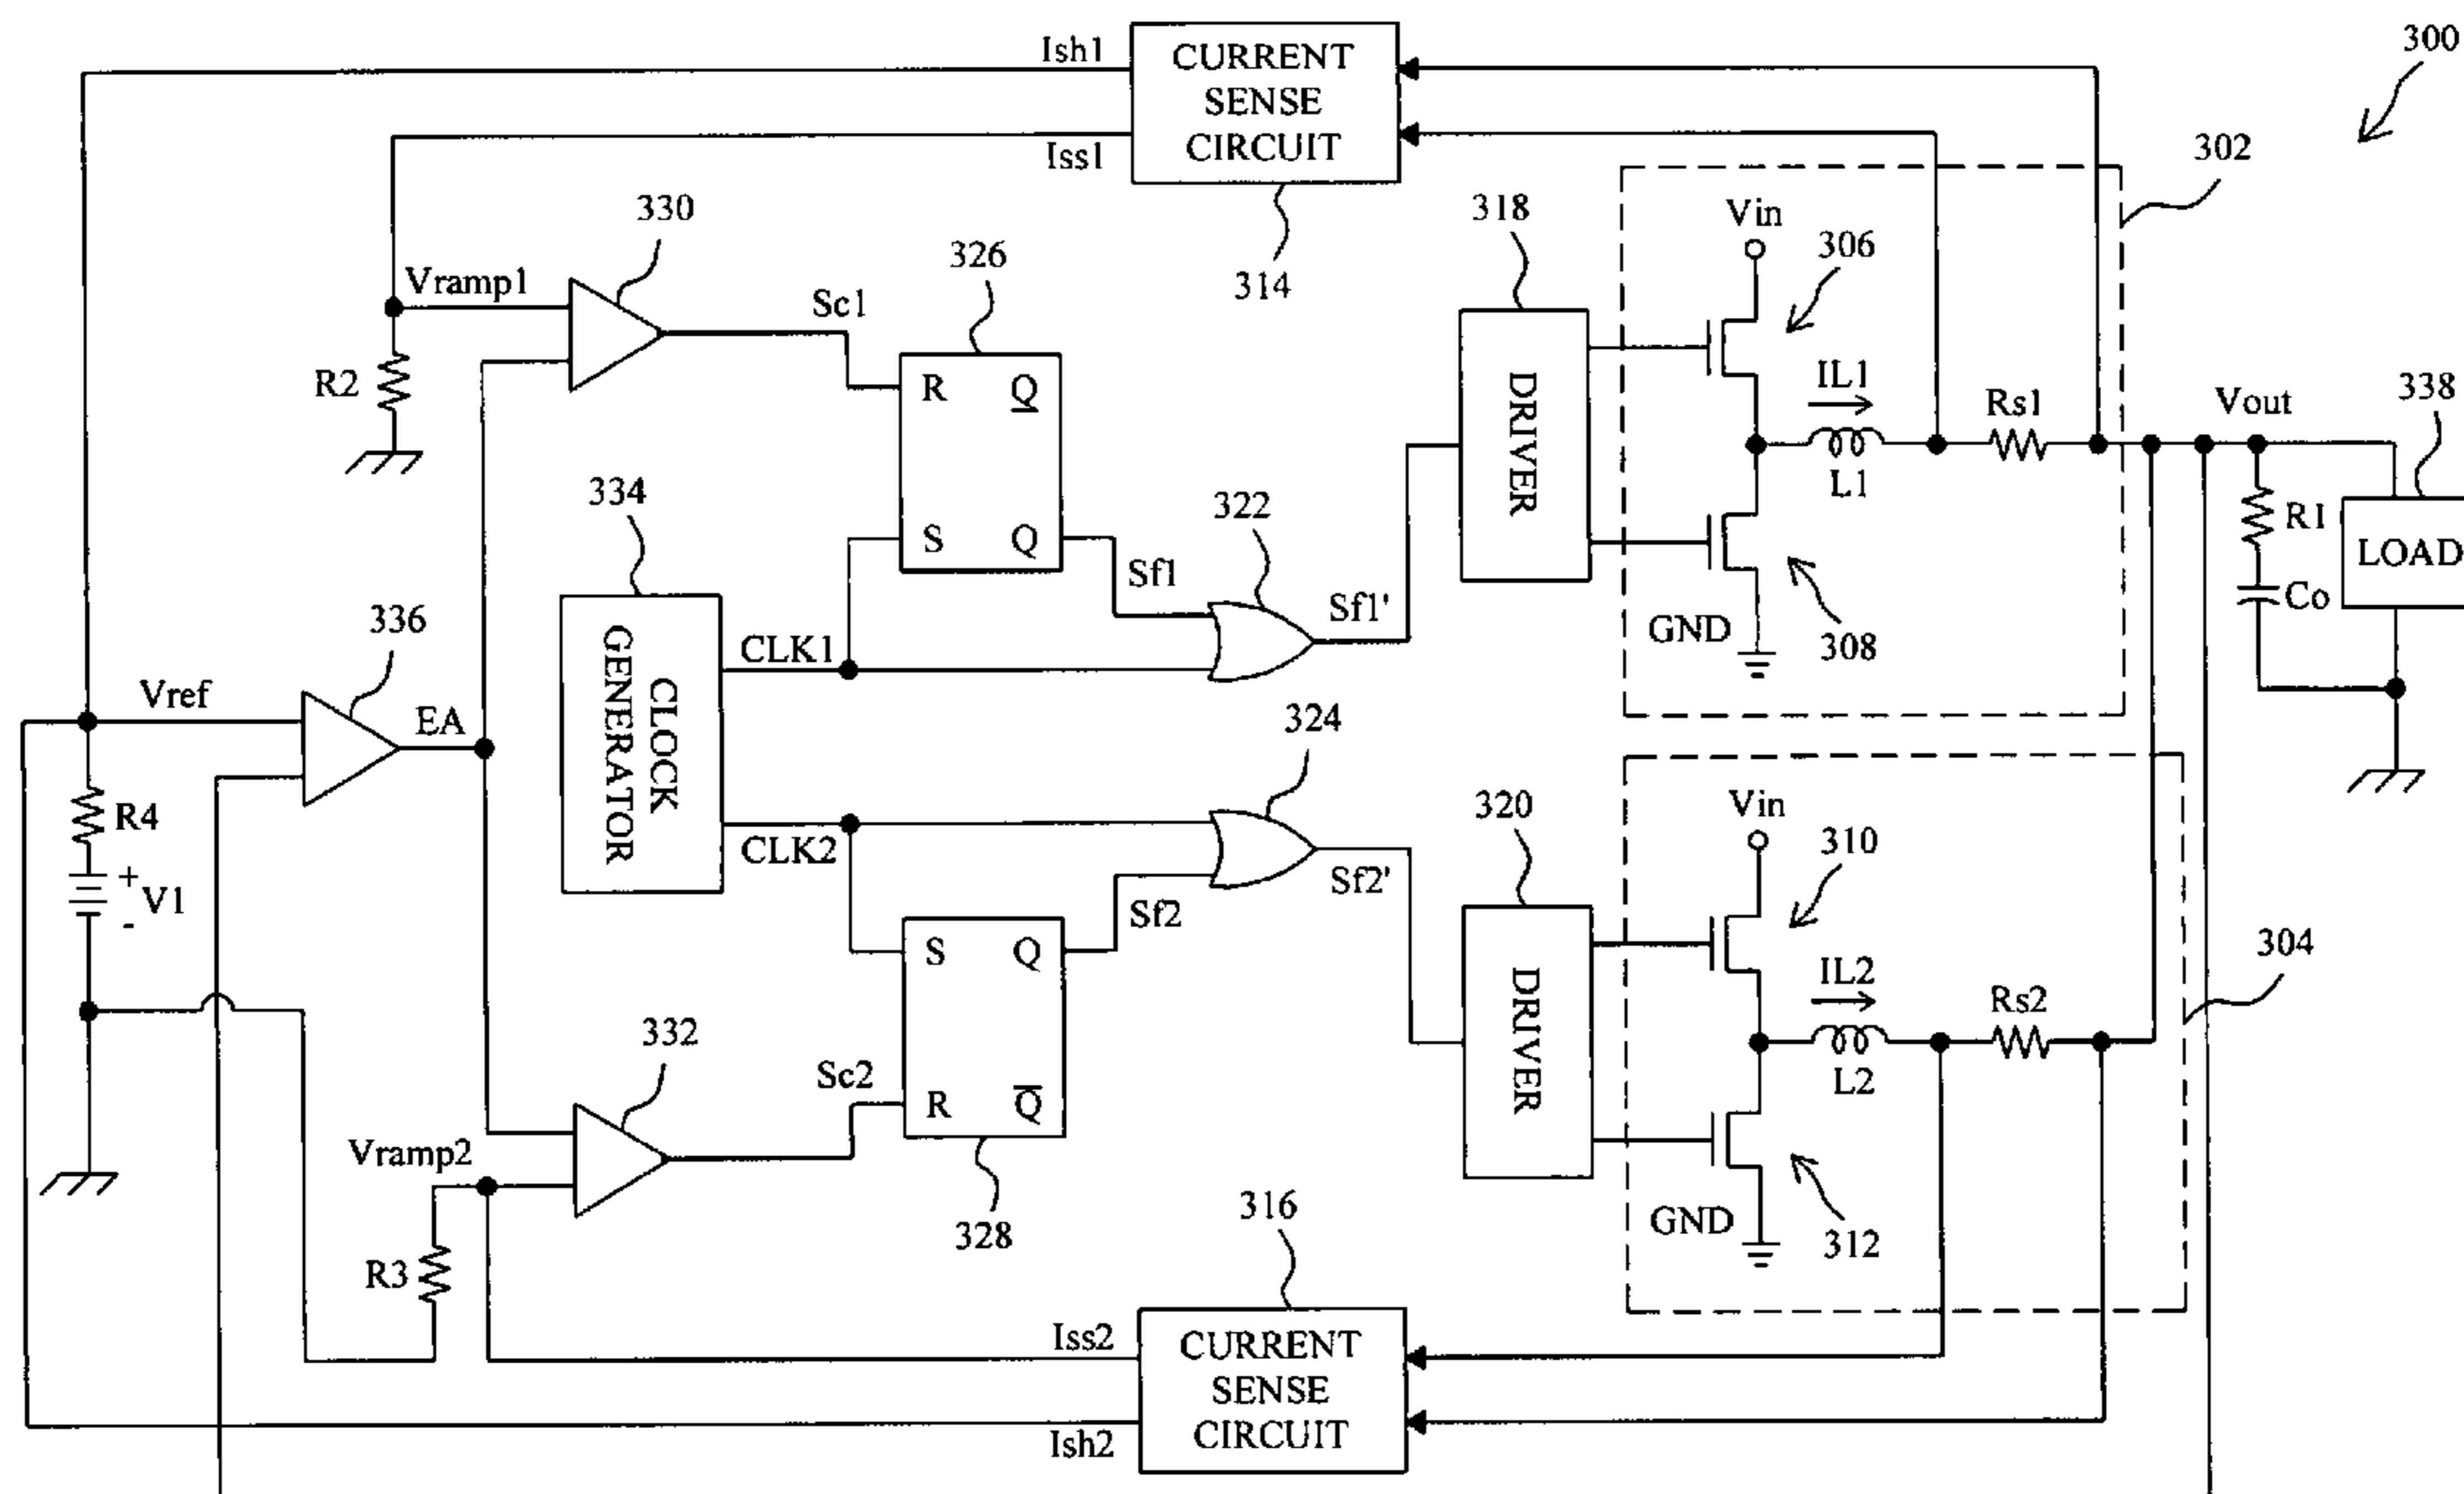 300
Ish1
CURRENT
SENSE
CIRCUIT
Iss1
314
302
330
326
318
Vin
306
Vramp1
Sc1
R2
R
Q
S
Q
DRIVER
IL1
L1
Rs1
Vout
338
R1
LOAD
Co
334
322
Sf1
Sf1'
GND
308
CLOCK
GENERATOR
CLK1
CLK2
336
Vref
EA
R4
+
V1
-
324
Sf2
Sf2'
320
Vin
310
304
DRIVER
IL2
L2
Rs2
S
Q
R
Q
332
Sc2
Vramp2
328
R3
316
GND
312
Iss2
CURRENT
SENSE
CIRCUIT
Ish2